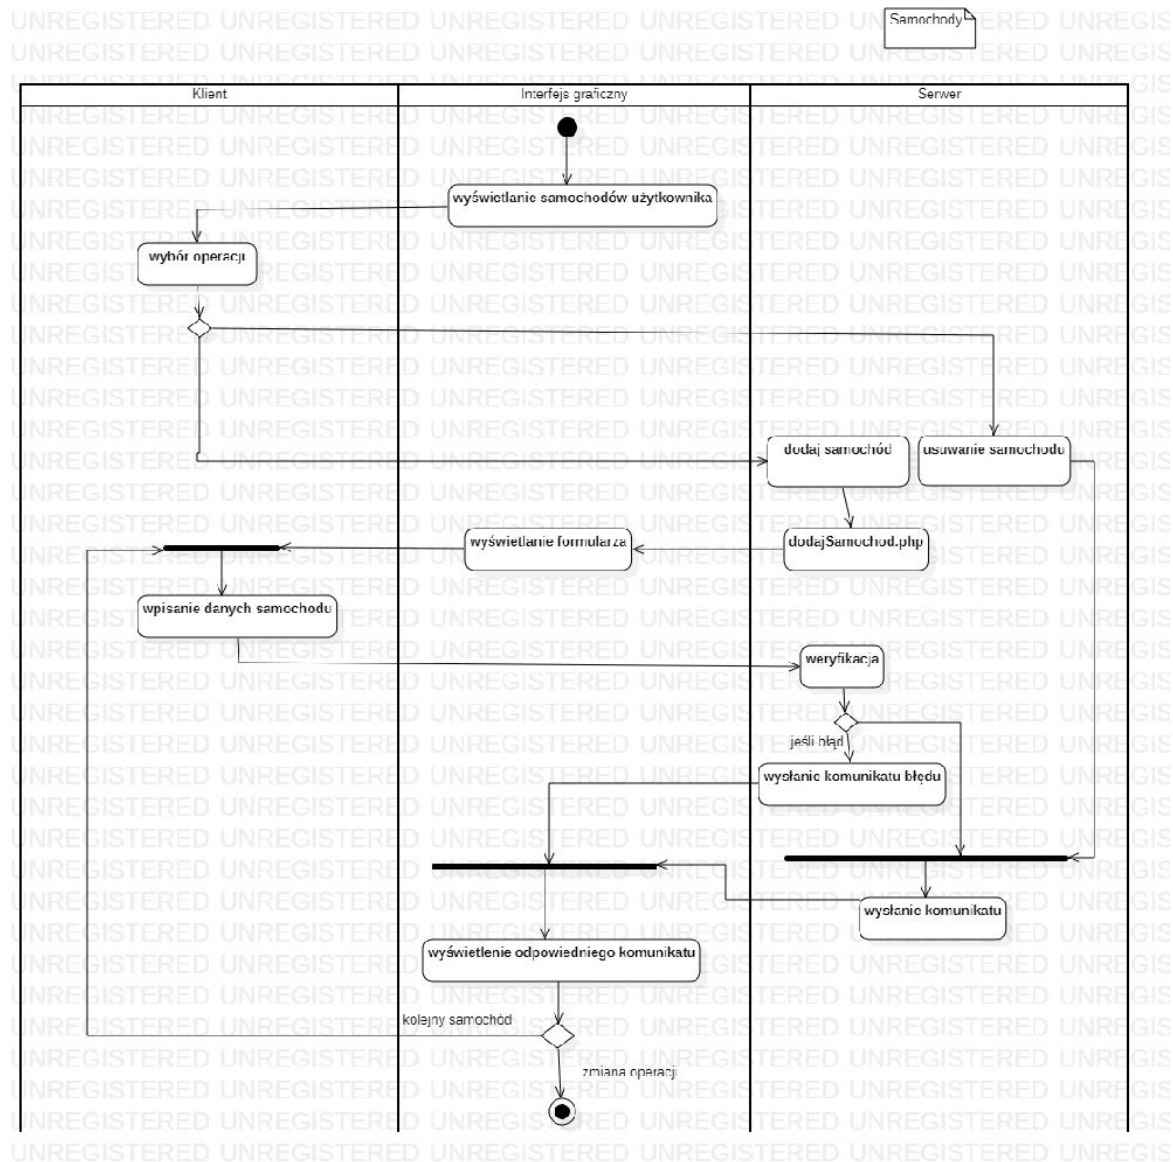 Samochody
Klient
Interfejs graficzny
Serwer
wyświetlanie samochodów użytkownika
wybór operacji
dodaj samochód
usuwanie samochodu
wyświetlanie formularza
dodajSamochod.php
wpisanie danych samochodu
weryfikacja
jeśli błąd
wysłanie komunikatu błędu
wysłanie komunikatu
wyświetlenie odpowiedniego komunikatu
kolejny samochód
zmiana operacji
UNREGISTERED